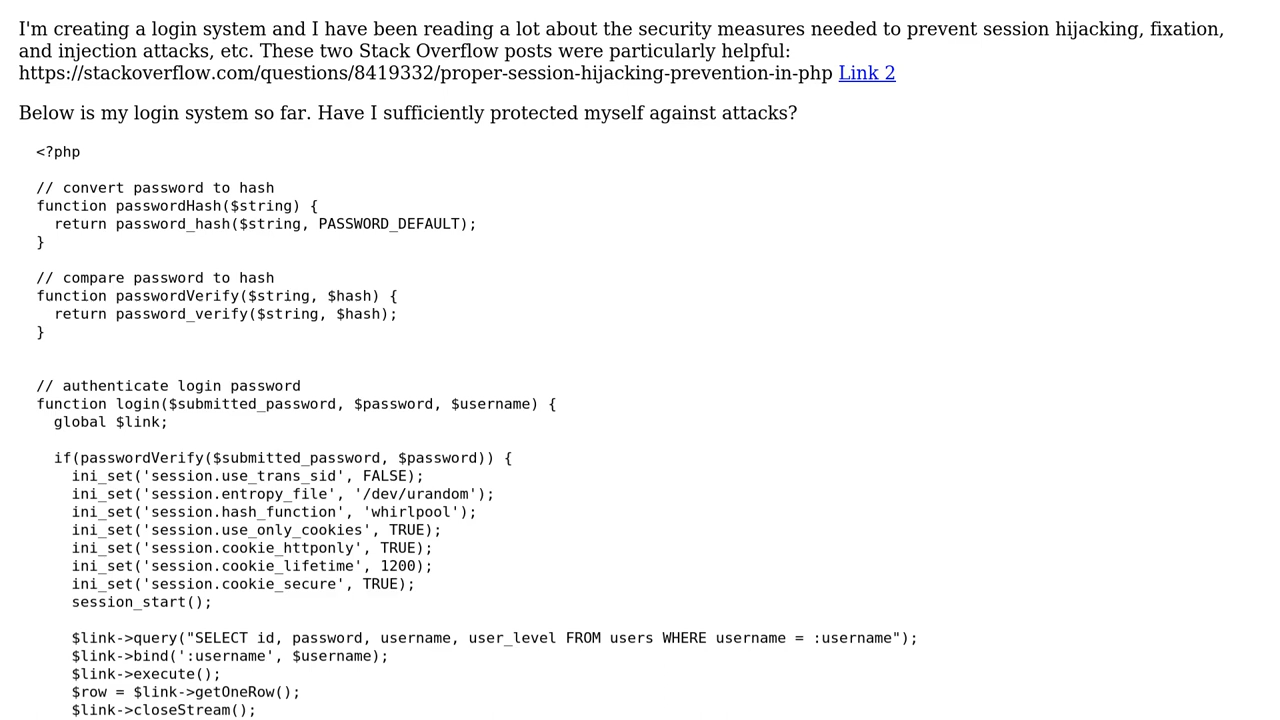 I'm creating a login system and I have been reading a lot about the security measures needed to prevent session hijacking, fixation,
and injection attacks, etc. These two Stack Overflow posts were particularly helpful:
https://stackoverflow.com/questions/8419332/proper-session-hijacking-prevention-in-php Link 2
Below is my login system so far. Have I sufficiently protected myself against attacks?
<?php
// convert password to hash
function passwordHash($string) {
  return password_hash($string, PASSWORD_DEFAULT);
}
// compare password to hash
function passwordVerify($string, $hash) {
  return password_verify($string, $hash);
}
// authenticate login password
function login($submitted_password, $password, $username) {
  global $link;
  if(passwordVerify($submitted_password, $password)) {
    ini_set('session.use_trans_sid', FALSE);
    ini_set('session.entropy_file', '/dev/urandom');
    ini_set('session.hash_function', 'whirlpool');
    ini_set('session.use_only_cookies', TRUE);
    ini_set('session.cookie_httponly', TRUE);
    ini_set('session.cookie_lifetime', 1200);
    ini_set('session.cookie_secure', TRUE);
    session_start();
    $link->query("SELECT id, password, username, user_level FROM users WHERE username = :username");
    $link->bind(':username', $username);
    $link->execute();
    $row = $link->getOneRow();
    $link->closeStream();